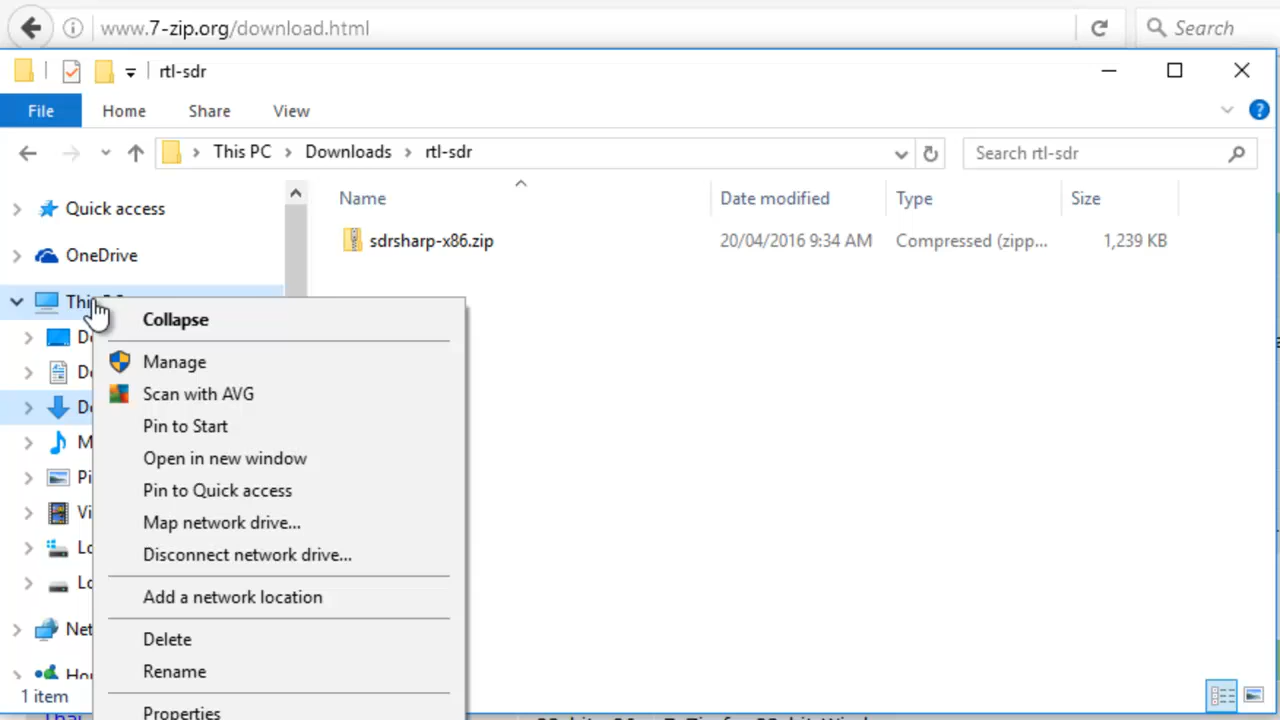 www.7-zip.org/download.html
Search
rtl-sdr
File
Home
Share
View
This PC
Downloads
rtl-sdr
Search rtl-sdr
Quick access
OneDrive
Name
Date modified
Type
Size
sdrsharp-x86.zip
20/04/2016 9:34 AM
Compressed (zipp...
1,239 KB
Collapse
Manage
Scan with AVG
Pin to Start
Open in new window
Pin to Quick access
Map network drive...
Disconnect network drive...
Add a network location
Delete
Rename
Properties
1 item